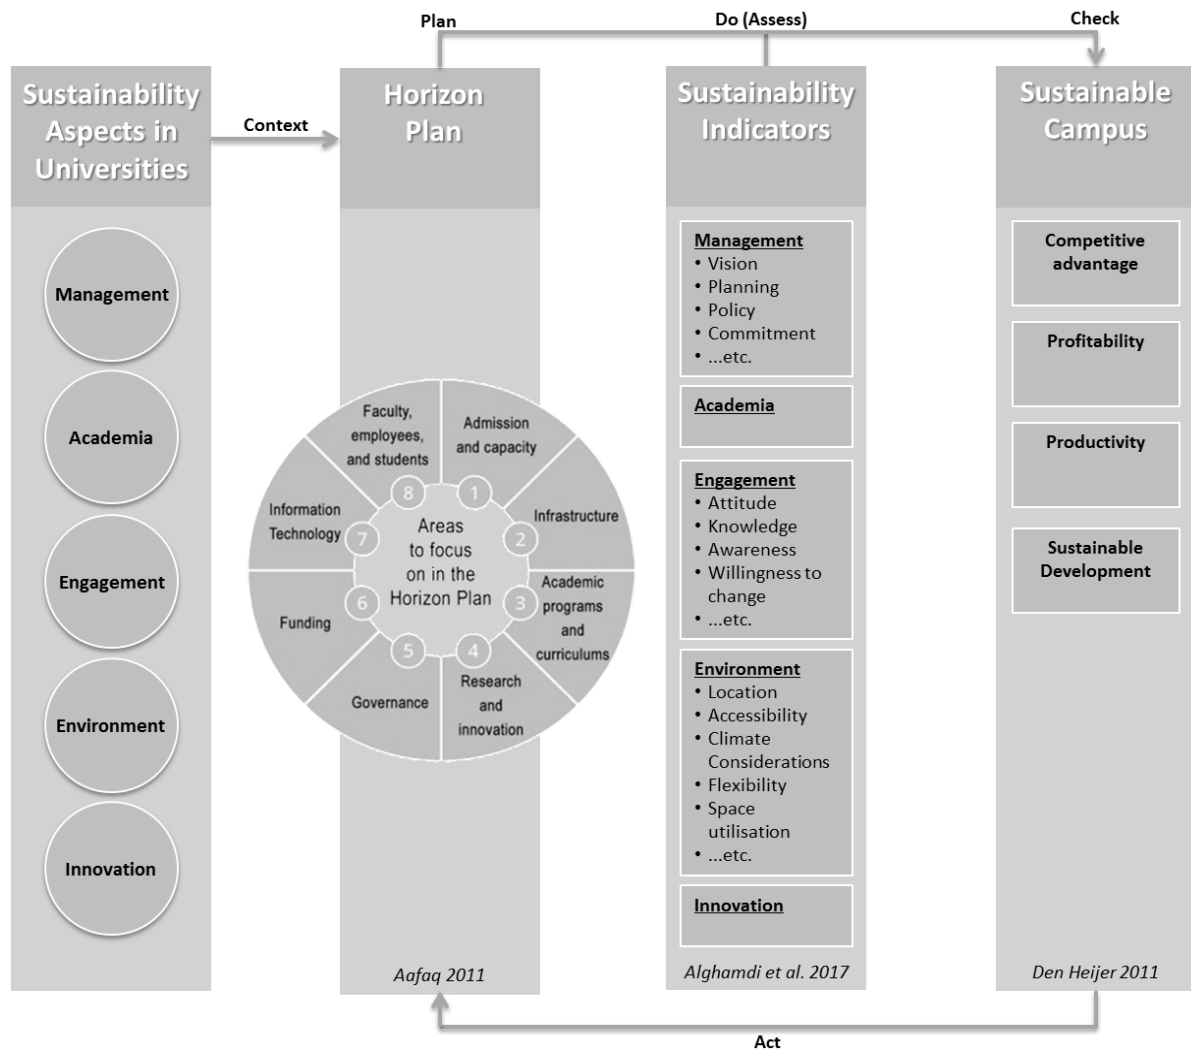 Plan
Do (Assess)
Check
Sustainability
Aspects in
Universities
Context
Horizon
Plan
Sustainability
Indicators
Sustainable
Campus
Management
Academia
Engagement
Environment
Innovation
Faculty,
employees,
and students
Admission
and capacity
Infrastructure
Academic
programs
and
curriculums
Research
and
innovation
Governance
Funding
Information
Technology
8
1
2
3
4
5
6
7
Areas
to focus
on in the
Horizon Plan
Aafaq 2011
Management
• Vision
• Planning
• Policy
• Commitment
• ...etc.
Academia
Engagement
• Attitude
• Knowledge
• Awareness
• Willingness to
change
• ...etc.
Environment
• Location
• Accessibility
• Climate
Considerations
• Flexibility
• Space
utilisation
• ...etc.
Innovation
Alghamdi et al. 2017
Competitive
advantage
Profitability
Productivity
Sustainable
Development
Den Heijer 2011
Act